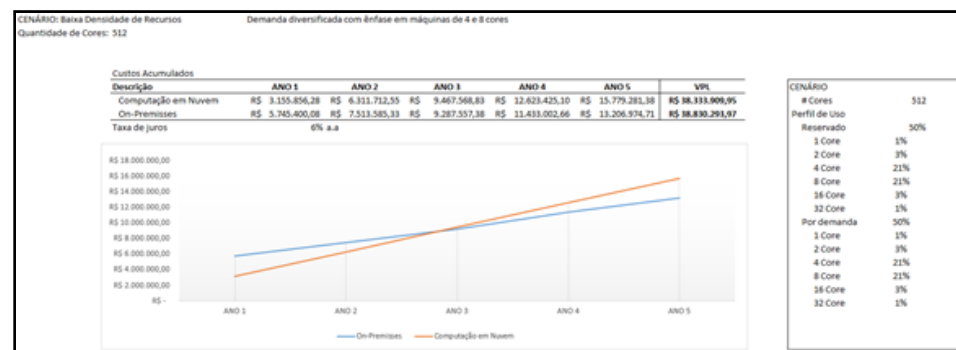 CENÁRIO: Baixa Densidade de Recursos Demanda diversificada com ênfase em máquinas de 4 e 8 cores
Quantidade de Cores: 512
Custos Acumulados
Descrição ANO 1 ANO 2 ANO 3 ANO 4 ANO 5 VPL
Computação em Nuvem R$ 3.155.856,28 R$ 6.311.712,55 R$ 9.467.568,83 R$ 12.623.425,10 R$ 15.779.281,38 R$ 38.333.909,95
On-Premisses R$ 5.745.400,08 R$ 7.513.585,33 R$ 9.287.557,38 R$ 11.433.002,66 R$ 13.206.974,71 R$ 38.830.293,97
Taxa de juros 6% a.a
R$ 18.000.000,00
R$ 16.000.000,00
R$ 14.000.000,00
R$ 12.000.000,00
R$ 10.000.000,00
R$ 8.000.000,00
R$ 6.000.000,00
R$ 4.000.000,00
R$ 2.000.000,00
R$ -
ANO 1 ANO 2 ANO 3 ANO 4 ANO 5
On-Premisses Computação em Nuvem
CENÁRIO
# Cores 512
Perfil de Uso
Reservado 50%
1 Core 1%
2 Core 3%
4 Core 21%
8 Core 21%
16 Core 3%
32 Core 1%
Por demanda 50%
1 Core 1%
2 Core 3%
4 Core 21%
8 Core 21%
16 Core 3%
32 Core 1%